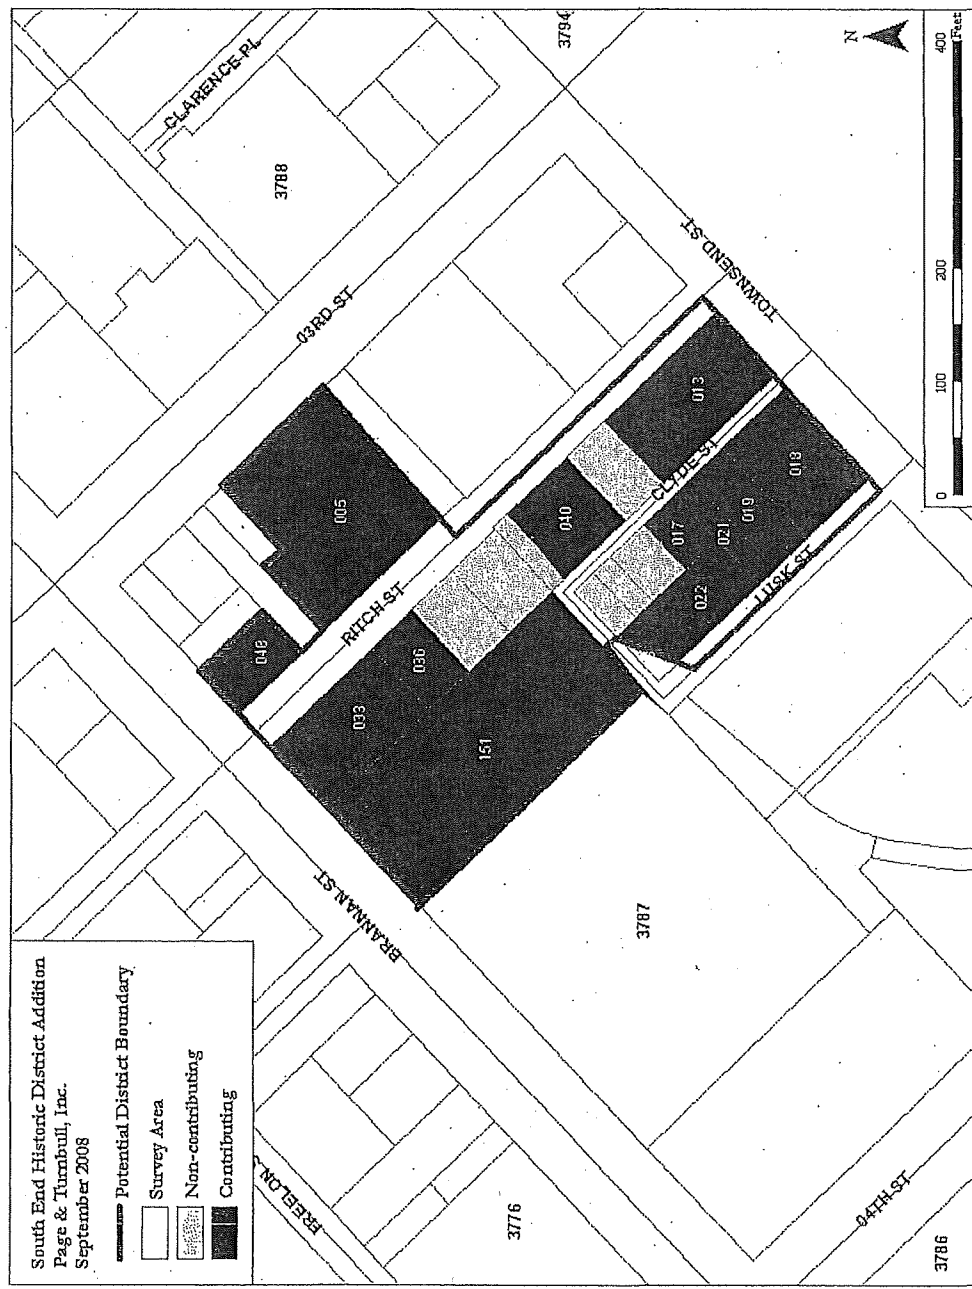 South End Historic District Addition
Page & Turnbull, Inc.
September 2008
Potential District Boundary
Survey Area
Non-contributing
Contributing
FREELON S
3776
3786
04TH-ST
BRANNAN-ST
3787
151
033
036
048
005
RITCH-ST
03RD-ST
3788
CLARENCE-PL
3794
040
017
021
022
019
018
013
CLYDE-ST
LUSK-ST
TOWNSEND-ST
N
0 100 200 400
Feet